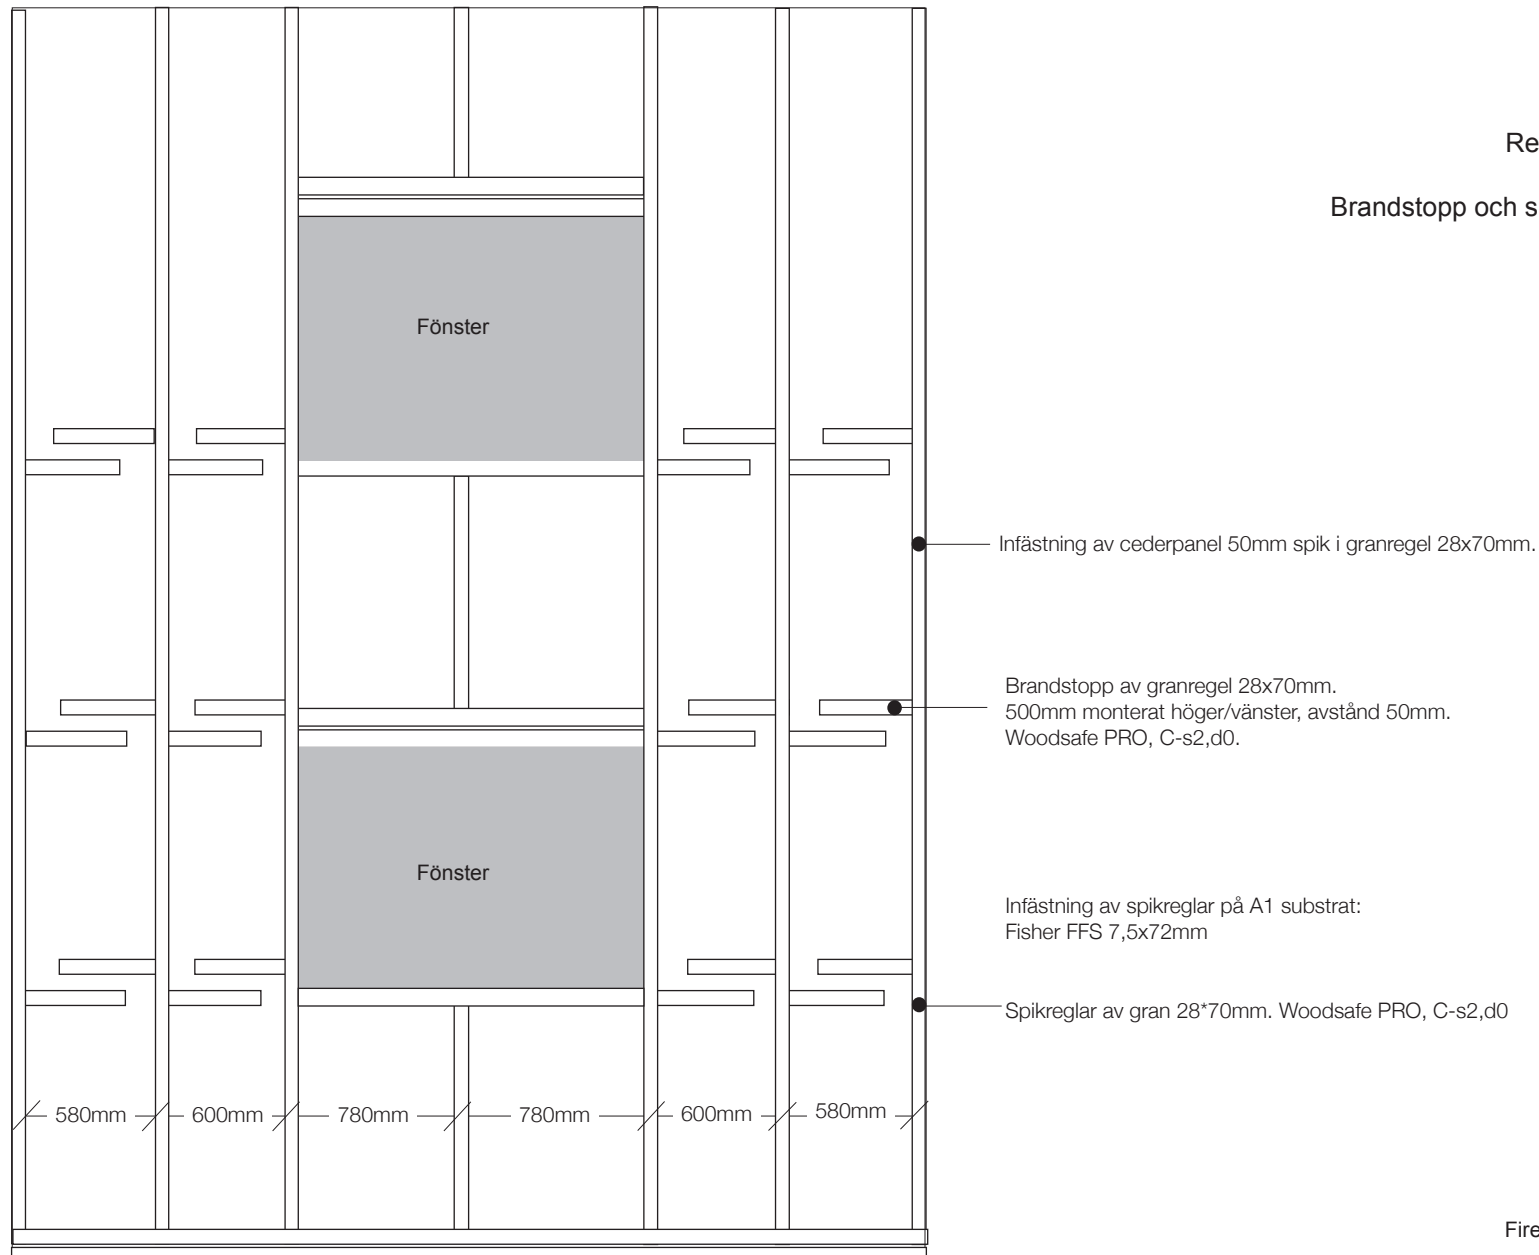 Re
Brandstopp och s
Fönster
Infästning av cederpanel 50mm spik i granregel 28x70mm.
Brandstopp av granregel 28x70mm.
500mm monterat höger/vänster, avstånd 50mm.
Woodsafe PRO, C-s2,d0.
Fönster
Infästning av spikreglar på A1 substrat:
Fisher FFS 7,5x72mm
Spikreglar av gran 28*70mm. Woodsafe PRO, C-s2,d0
580mm 600mm 780mm 780mm 600mm 580mm
Fire